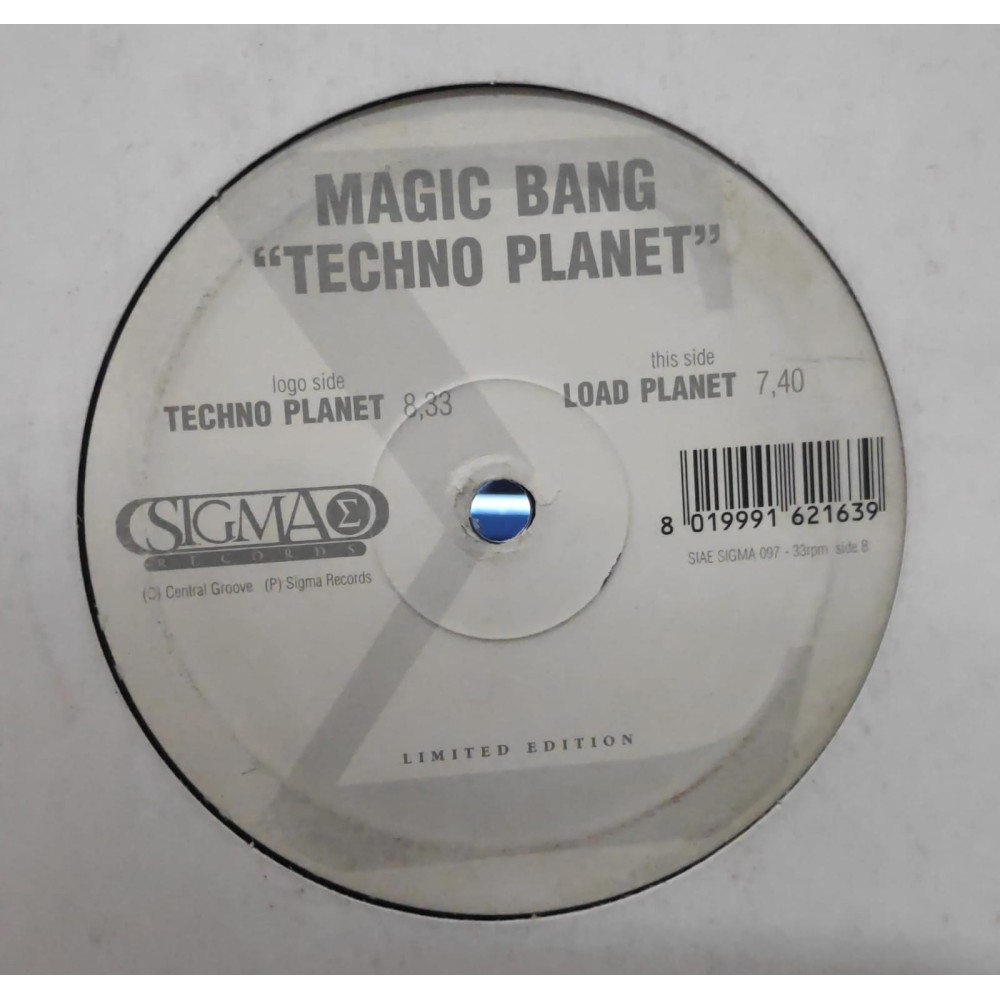 MAGIC BANG
“TECHNO PLANET”
logo side
TECHNO PLANET 8,33
this side
LOAD PLANET 7,40
SIGMA Σ
RECORDS
(C) Central Groove (P) Sigma Records
8 019991 621639
SIAE SIGMA 097 - 33rpm side B
LIMITED EDITION